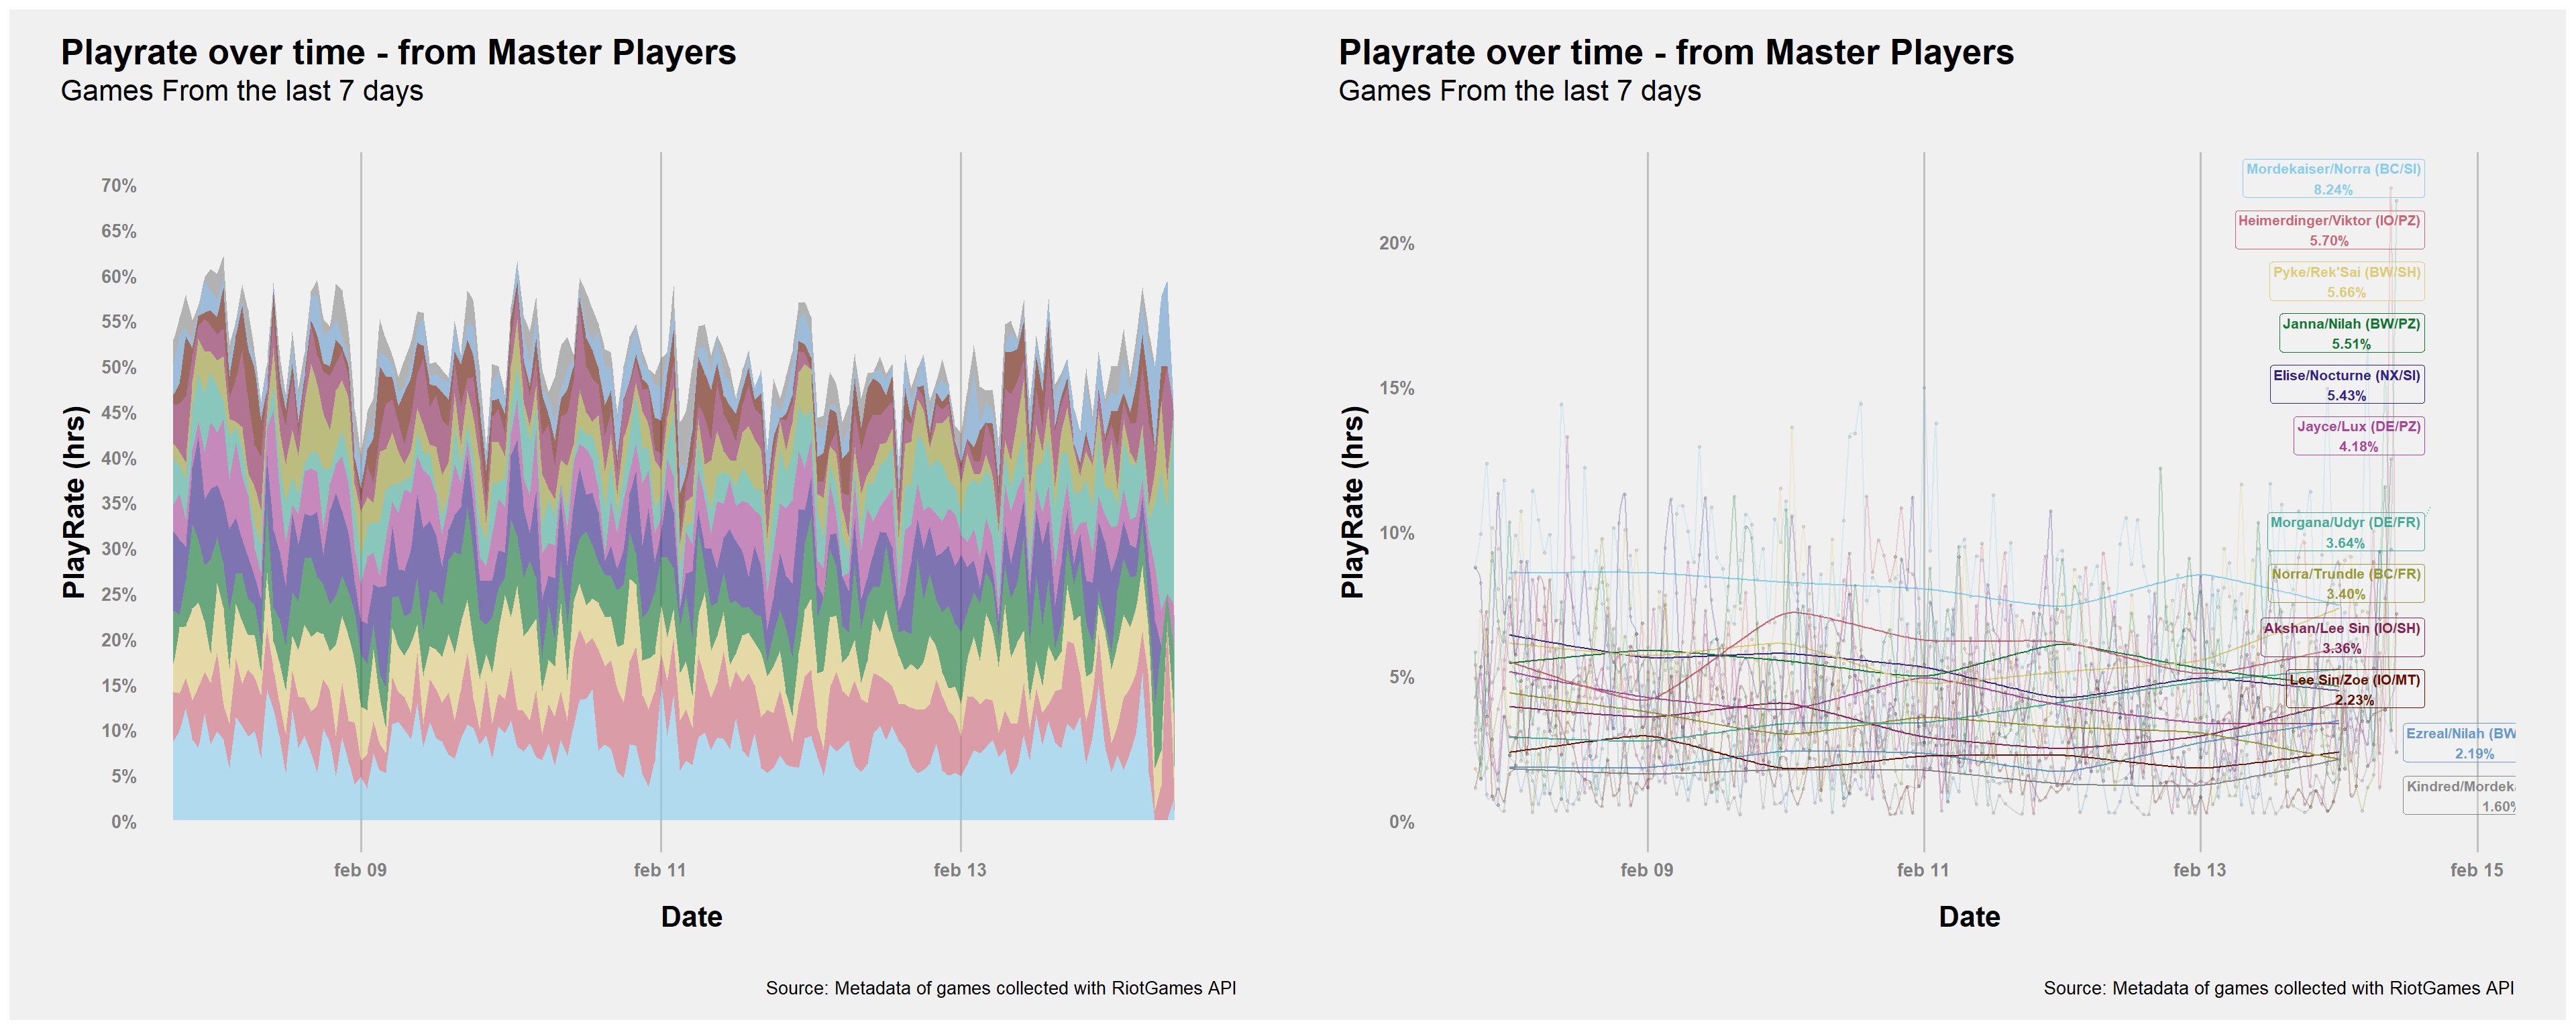 Playrate over time - from Master Players
Games From the last 7 days
PlayRate (hrs)
70%
65%
60%
55%
50%
45%
40%
35%
30%
25%
20%
15%
10%
5%
0%
feb 09
feb 11
feb 13
Date
Source: Metadata of games collected with RiotGames API
Playrate over time - from Master Players
Games From the last 7 days
PlayRate (hrs)
20%
15%
10%
5%
0%
Mordekaiser/Norra (BC/SI)
8.24%
Heimerdinger/Viktor (IO/PZ)
5.70%
Pyke/Rek'Sai (BW/SH)
5.66%
Janna/Nilah (BW/PZ)
5.51%
Elise/Nocturne (NX/SI)
5.43%
Jayce/Lux (DE/PZ)
4.18%
Morgana/Udyr (DE/FR)
3.64%
Norra/Trundle (BC/FR)
3.40%
Akshan/Lee Sin (IO/SH)
3.36%
Lee Sin/Zoe (IO/MT)
2.23%
Ezreal/Nilah (BW
2.19%
Kindred/Mordek
1.60%
feb 09
feb 11
feb 13
feb 15
Date
Source: Metadata of games collected with RiotGames API